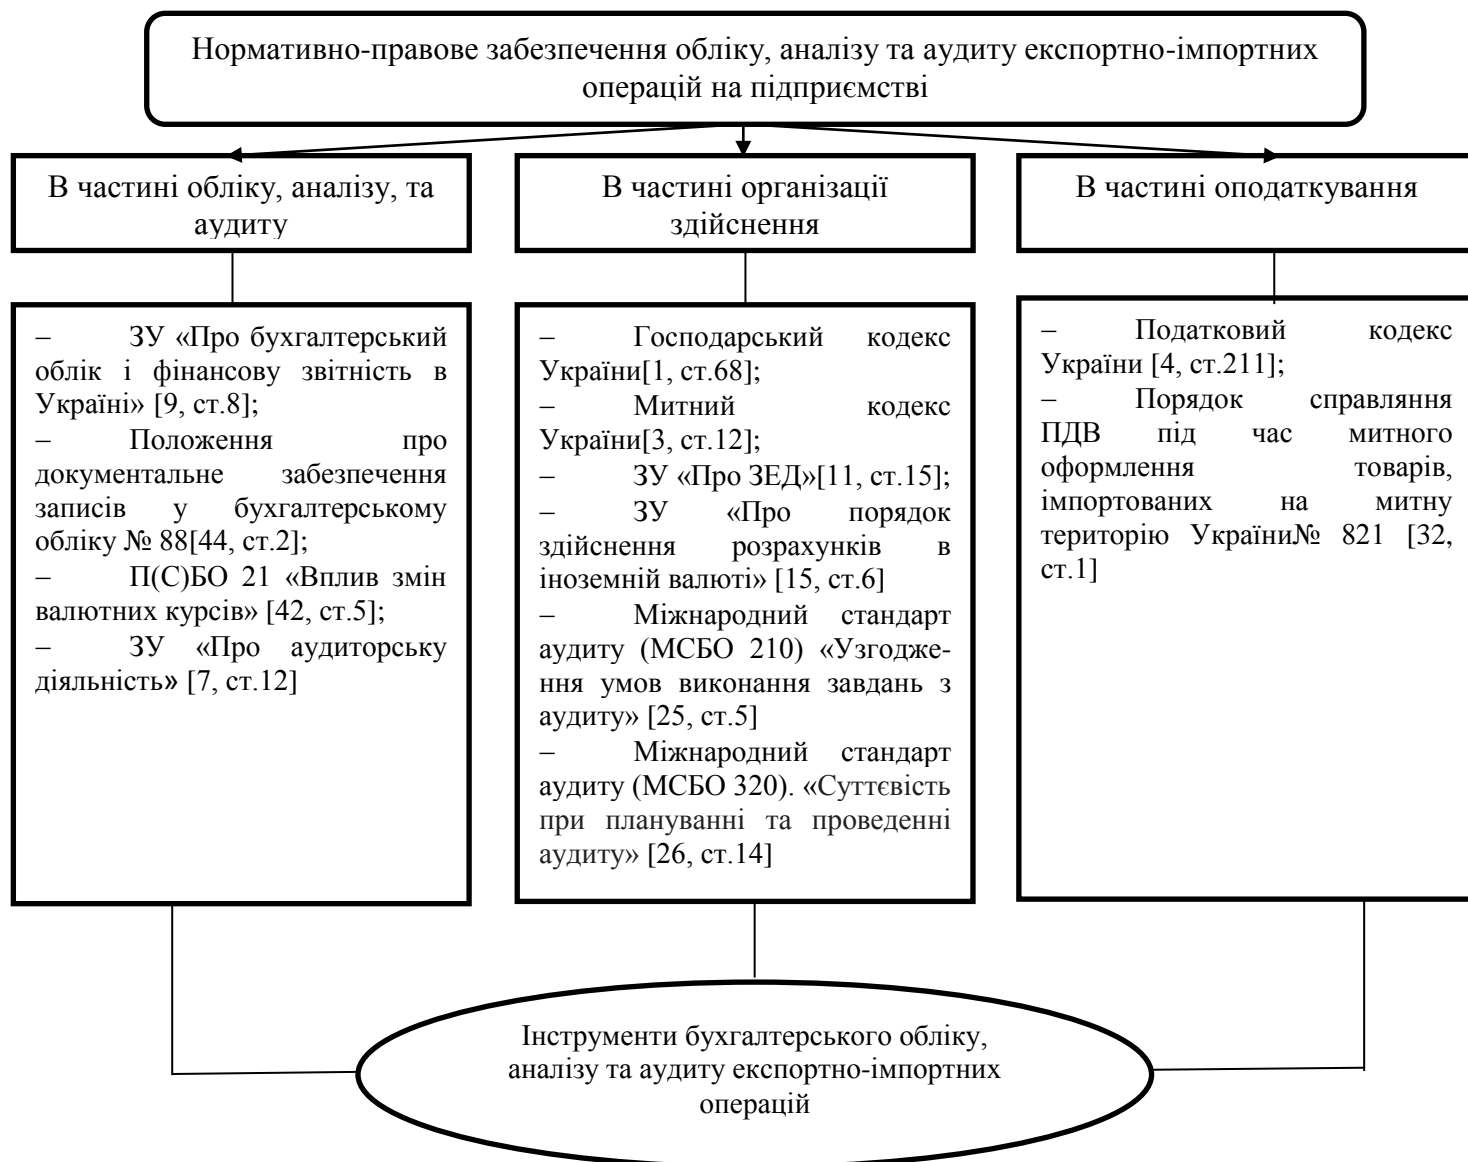 Нормативно-правове забезпечення обліку, аналізу та аудиту експортно-імпортних
операцій на підприємстві
В частині обліку, аналізу, та
аудиту
В частині організації
здійснення
В частині оподаткування
– ЗУ «Про бухгалтерський
облік і фінансову звітність в
Україні» [9, ст.8];
– Положення про
документальне забезпечення
записів у бухгалтерському
обліку № 88[44, ст.2];
– П(С)БО 21 «Вплив змін
валютних курсів» [42, ст.5];
– ЗУ «Про аудиторську
діяльність» [7, ст.12]
– Господарський кодекс
України[1, ст.68];
– Митний кодекс
України[3, ст.12];
– ЗУ «Про ЗЕД»[11, ст.15];
– ЗУ «Про порядок
здійснення розрахунків в
іноземній валюті» [15, ст.6]
– Міжнародний стандарт
аудиту (МСБО 210) «Узгодже-
ення умов виконання завдань з
аудиту» [25, ст.5]
– Міжнародний стандарт
аудиту (МСБО 320). «Суттєвість
при плануванні та проведенні
аудиту» [26, ст.14]
– Податковий кодекс
України [4, ст.211];
– Порядок справляння
ПДВ під час митного
оформлення товарів,
імпортованих на митну
територію України№ 821 [32,
ст.1]
Інструменти бухгалтерського обліку,
аналізу та аудиту експортно-імпортних
операцій